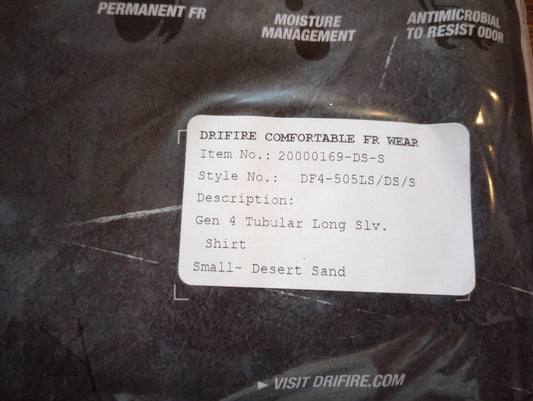 PERMANENT FR
MOISTURE
MANAGEMENT
ANTIMICROBIAL
TO RESIST ODOR
DRIFIRE COMFORTABLE FR WEAR
Item No.: 20000169-DS-S
Style No.: DF4-505LS/DS/S
Description:
Gen 4 Tubular Long Slv.
Shirt
Small- Desert Sand
VISIT DRIFIRE.COM